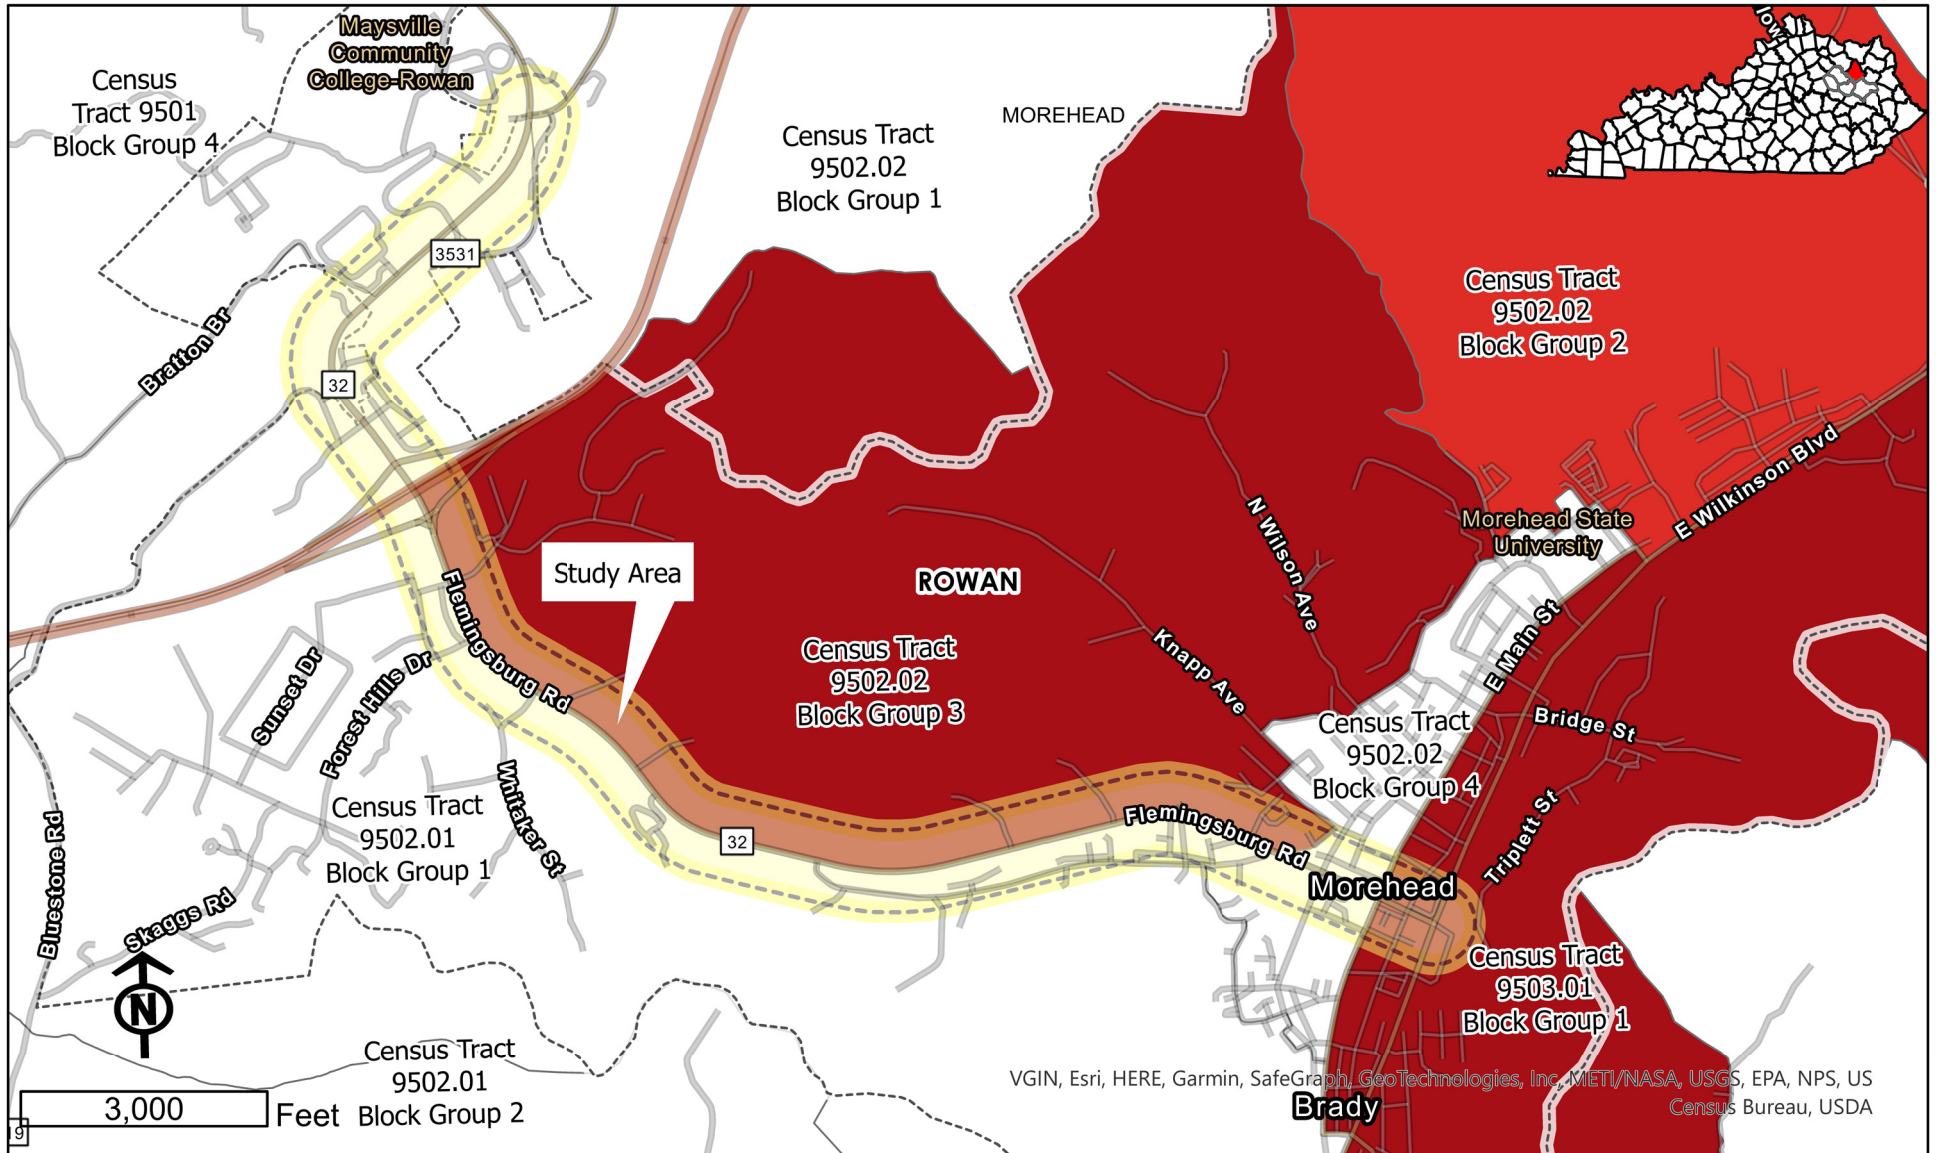 Maysville
Community
College-Rowan
Census
Tract 9501
Block Group 4
Census Tract
9502.02
Block Group 1
MOREHEAD
3531
Census Tract
9502.02
Block Group 2
Bratton Br
32
E Wilkinson Blvd
Morehead State
University
N Wilson Ave
Study Area
ROWAN
Flemingsburg Rd
Census Tract
9502.02
Block Group 3
Knapp Ave
E Main St
Sunset Dr
Forest Hills Dr
Census Tract
9502.02
Block Group 4
Bridge St
Whitaker St
Triplett St
Census Tract
9502.01
Block Group 1
32
Flemingsburg Rd
Morehead
Bluestone Rd
Skaggs Rd
N
Census Tract
9503.01
Block Group 1
Census Tract
9502.01
Block Group 2
3,000 Feet
VGIN, Esri, HERE, Garmin, SafeGraph, GeoTechnologies, Inc, METI/NASA, USGS, EPA, NPS, US
Census Bureau, USDA
Brady